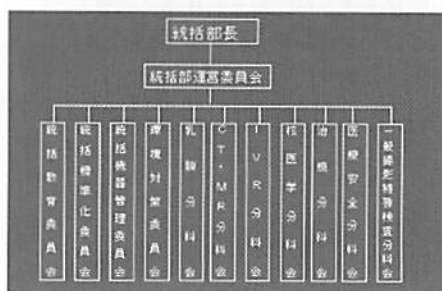 統括部長
統括部運営委員会
統括教育委員会
統括標準化委員会
統括機器管理委員会
環境対策委員会
乳腺分科会
CT・MR分科会
IVR分科会
核医学分科会
治療分科会
医療安全分科会
一般撮影特殊検査分科会